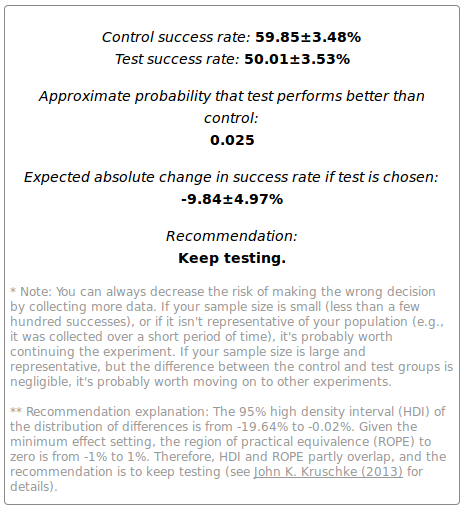 Control success rate: 59.85±3.48%
Test success rate: 50.01±3.53%
Approximate probability that test performs better than
control:
0.025
Expected absolute change in success rate if test is chosen:
-9.84±4.97%
Recommendation:
Keep testing.
* Note: You can always decrease the risk of making the wrong decision
by collecting more data. If your sample size is small (less than a few
hundred successes), or if it isn't representative of your population (e.g.,
it was collected over a short period of time), it's probably worth
continuing the experiment. If your sample size is large and
representative, but the difference between the control and test groups is
negligible, it's probably worth moving on to other experiments.
** Recommendation explanation: The 95% high density interval (HDI) of
the distribution of differences is from -19.64% to -0.02%. Given the
minimum effect setting, the region of practical equivalence (ROPE) to
zero is from -1% to 1%. Therefore, HDI and ROPE partly overlap, and the
recommendation is to keep testing (see John K. Kruschke (2013) for
details).